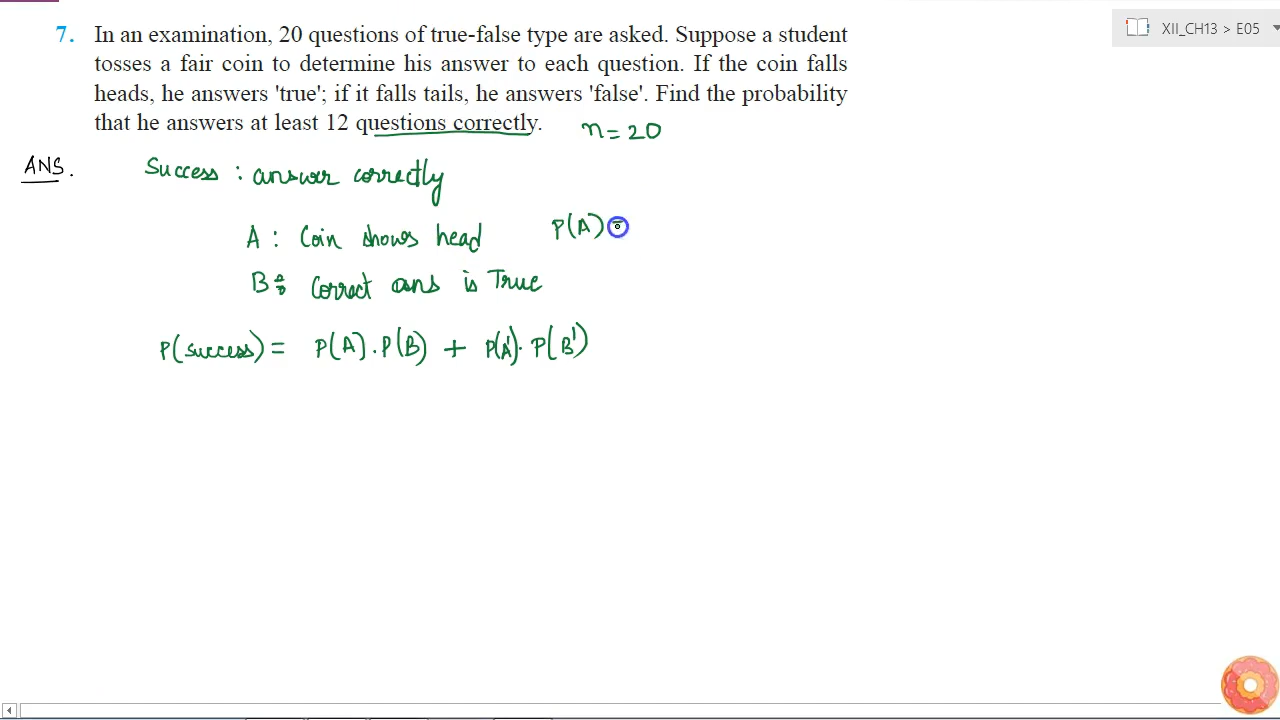 7. In an examination, 20 questions of true-false type are asked. Suppose a student
tosses a fair coin to determine his answer to each question. If the coin falls
heads, he answers 'true'; if it falls tails, he answers 'false'. Find the probability
that he answers at least 12 questions correctly.
n = 20
XII_CH13 > E05
ANS.
Success : answer correctly
A : Coin shows head
P(A) =
B : Correct ans is True
P(success) = P(A).P(B) + P(A').P(B')